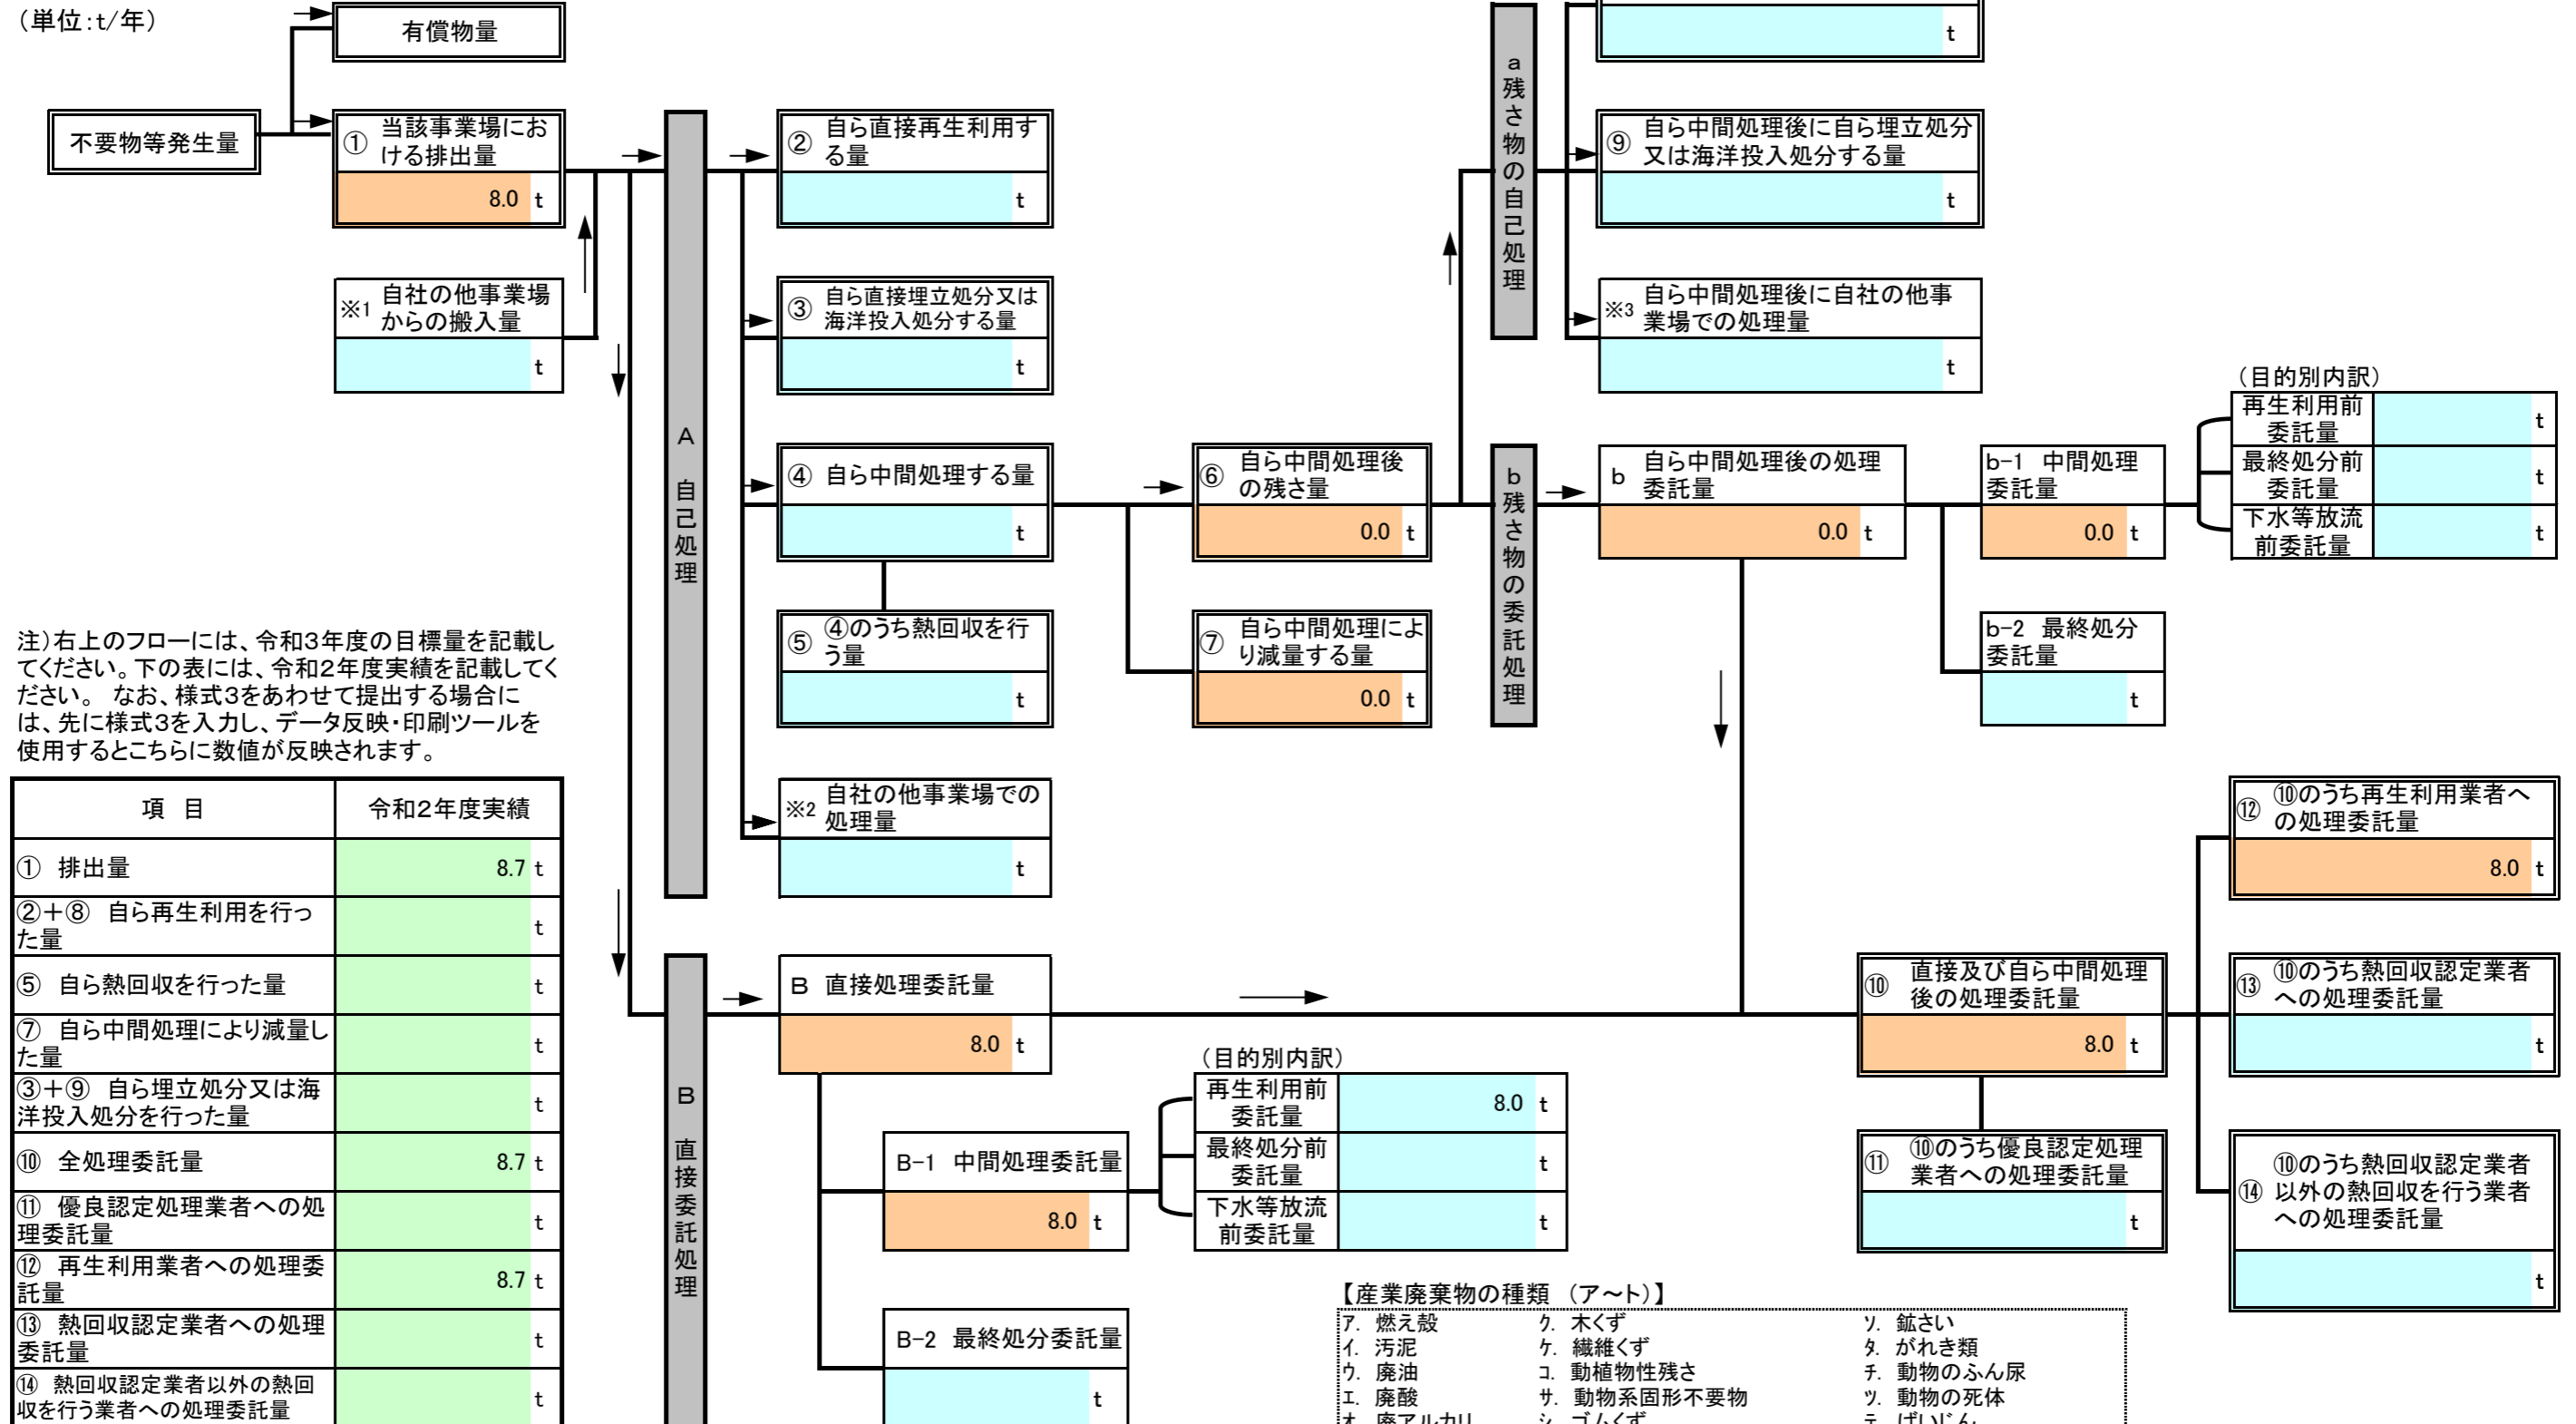 （単位：t/年）
有償物量
不要物等発生量
① 当該事業場にお
ける排出量
8.0 t
※1 自社の他事業場
からの搬入量
t
A 自己処理
② 自ら直接再生利用す
る量
t
③ 自ら直接埋立処分又は
海洋投入処分する量
t
④ 自ら中間処理する量
t
⑤ ④のうち熱回収を行
う量
t
※2 自社の他事業場での
処理量
t
⑥ 自ら中間処理後
の残さ量
0.0 t
⑦ 自ら中間処理によ
り減量する量
0.0 t
a 残さ物の自己処理
t
⑨ 自ら中間処理後に自ら埋立処分
又は海洋投入処分する量
t
※3 自ら中間処理後に自社の他事
業場での処理量
t
b 残さ物の委託処理
b 自ら中間処理後の処理
委託量
0.0 t
b-1 中間処理
委託量
0.0 t
（目的別内訳）
再生利用前
委託量
t
最終処分前
委託量
t
下水等放流
前委託量
t
b-2 最終処分
委託量
t
注）右上のフローには、令和３年度の目標量を記載し
てください。下の表には、令和２年度実績を記載してく
ださい。 なお、様式３をあわせて提出する場合に
は、先に様式３を入力し、データ反映・印刷ツールを
使用するとこちらに数値が反映されます。
項 目 令和２年度実績
① 排出量 8.7 t
②＋⑧ 自ら再生利用を行っ
た量
t
⑤ 自ら熱回収を行った量 t
⑦ 自ら中間処理により減量し
た量
t
③＋⑨ 自ら埋立処分又は海
洋投入処分を行った量
t
⑩ 全処理委託量 8.7 t
⑪ 優良認定処理業者への処
理委託量
t
⑫ 再生利用業者への処理委
託量
8.7 t
⑬ 熱回収認定業者への処理
委託量
t
⑭ 熱回収認定業者以外の熱回
収を行う業者への処理委託量
t
B 直接委託処理
B 直接処理委託量
8.0 t
B-1 中間処理委託量
8.0 t
（目的別内訳）
再生利用前
委託量
8.0 t
最終処分前
委託量
t
下水等放流
前委託量
t
B-2 最終処分委託量
t
⑩ 直接及び自ら中間処理
後の処理委託量
8.0 t
⑪ ⑩のうち優良認定処理
業者への処理委託量
t
⑫ ⑩のうち再生利用業者へ
の処理委託量
8.0 t
⑬ ⑩のうち熱回収認定業者
への処理委託量
t
⑭ ⑩のうち熱回収認定業者
以外の熱回収を行う業者
への処理委託量
t
【産業廃棄物の種類 （ア～ト）】
ｱ. 燃え殻 ｸ. 木くず ｿ. 鉱さい
ｲ. 汚泥 ｹ. 繊維くず ﾀ. がれき類
ｳ. 廃油 ｺ. 動植物性残さ ﾁ. 動物のふん尿
ｴ. 廃酸 ｻ. 動物系固形不要物 ﾂ. 動物の死体
ｵ. 廃アルカリ ｼ. ゴムくず ﾃ. ばいじん